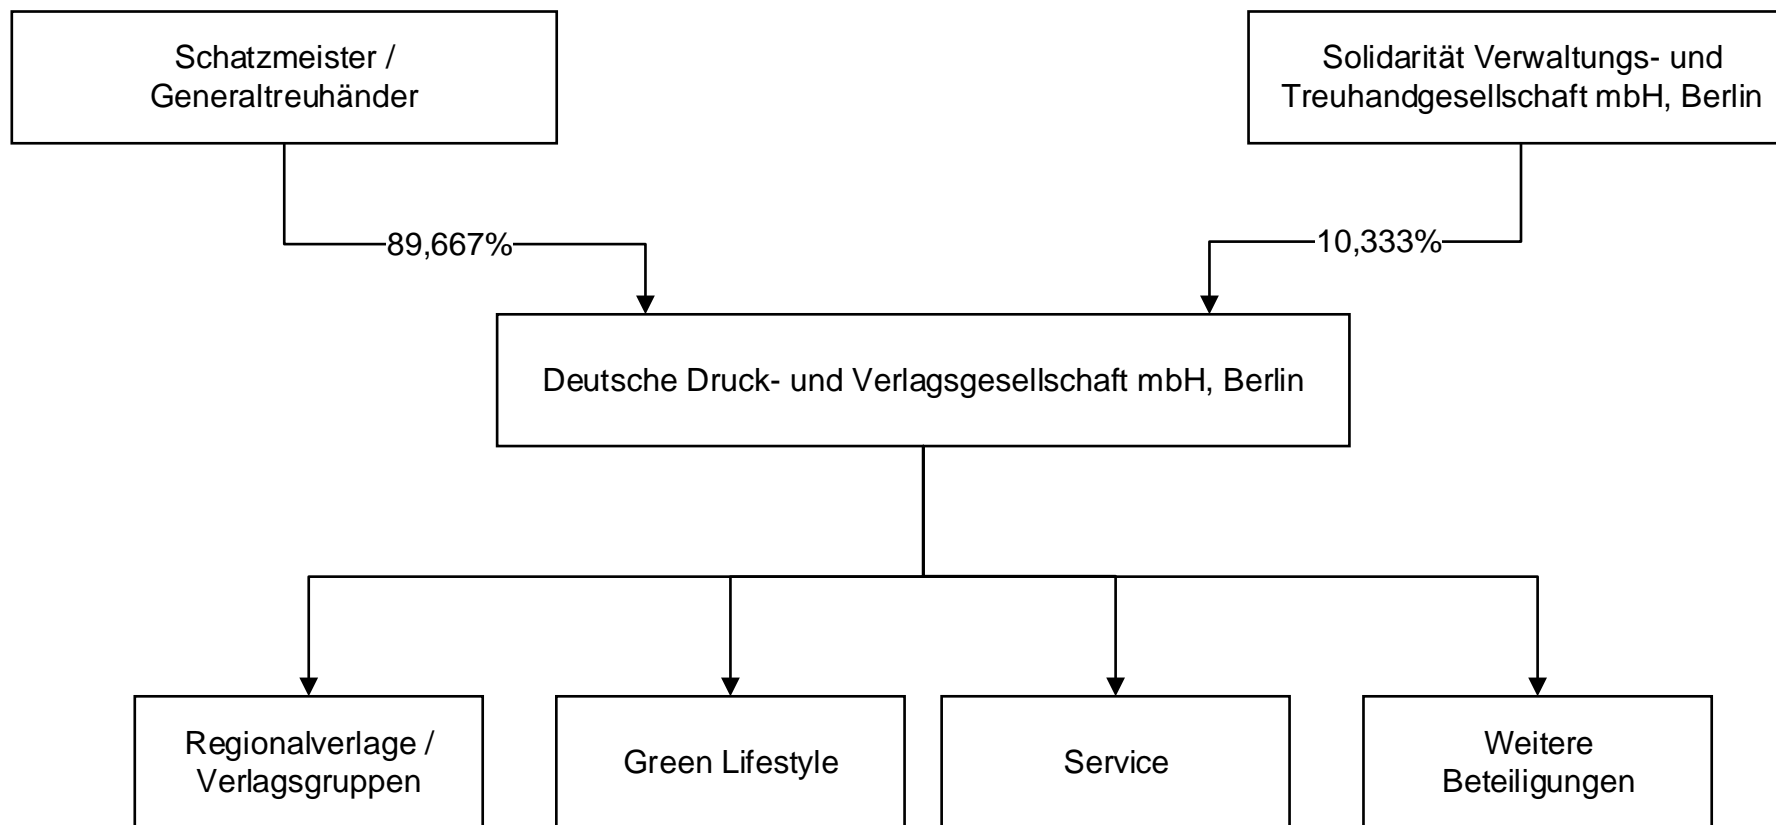 Schatzmeister /
Generaltreuhänder
Solidarität Verwaltungs- und
Treuhandgesellschaft mbH, Berlin
89,667%
10,333%
Deutsche Druck- und Verlagsgesellschaft mbH, Berlin
Regionalverlage /
Verlagsgruppen
Green Lifestyle
Service
Weitere
Beteiligungen